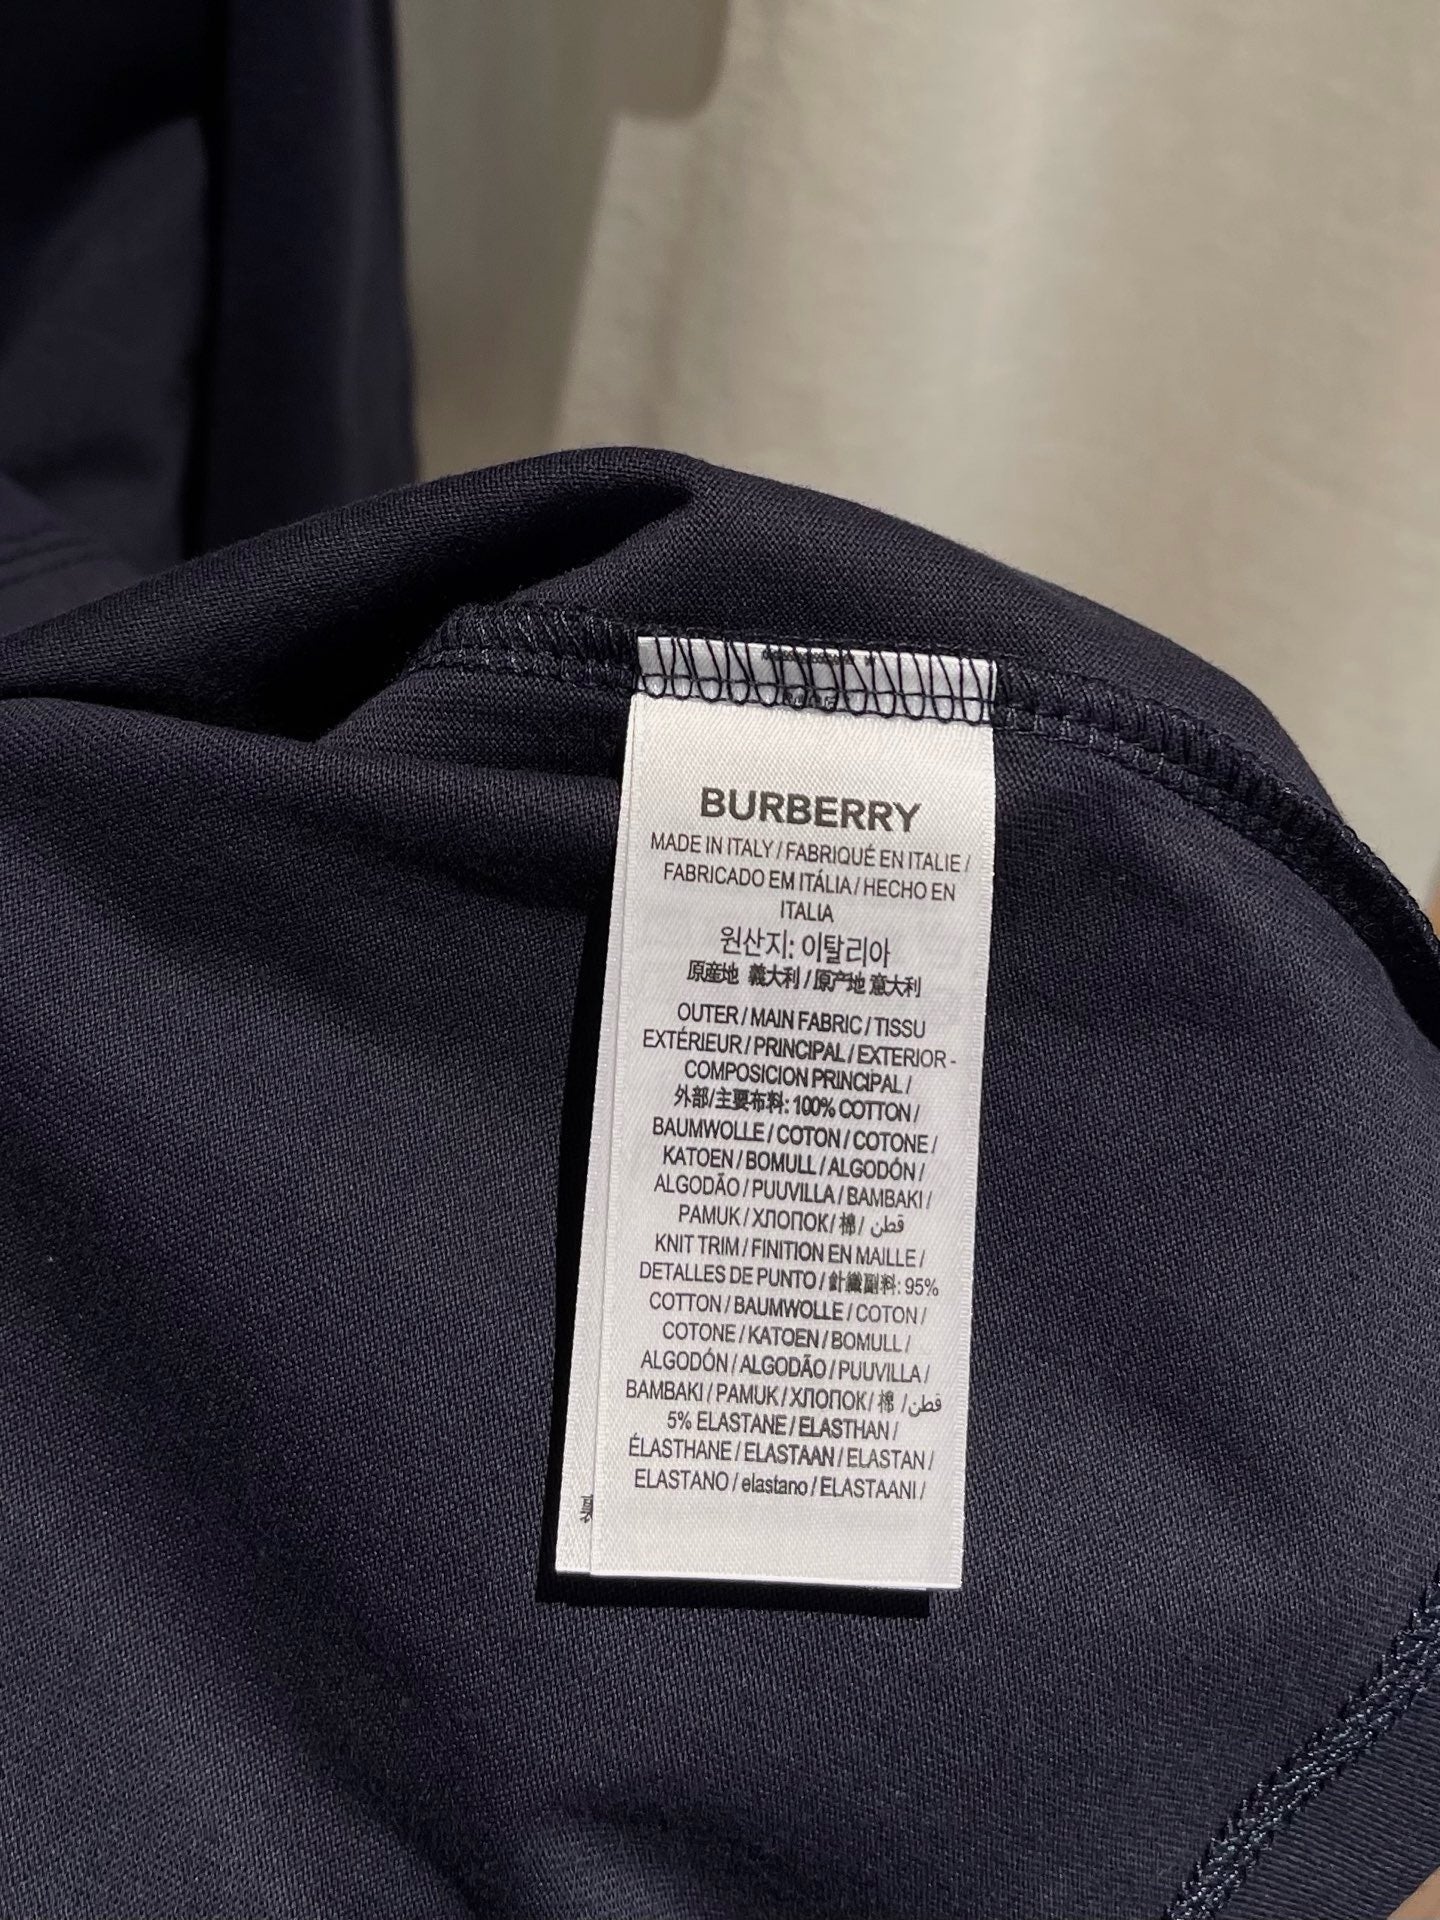 BURBERRY
MADE IN ITALY / FABRIQUÉ EN ITALIE /
FABRICADO EM ITÁLIA / HECHO EN
ITALIA
원산지: 이탈리아
原産地 義大利 / 原产地 意大利
OUTER / MAIN FABRIC / TISSU
EXTÉRIEUR / PRINCIPAL / EXTERIOR -
COMPOSICION PRINCIPAL /
外部/主要布料: 100% COTTON /
BAUMWOLLE / COTON / COTONE /
KATOEN / BOMULL / ALGODÓN /
ALGODÃO / PUUVILLA / BAMBAKI /
PAMUK / ХЛОПОК / 棉 / قطن
KNIT TRIM / FINITION EN MAILLE /
DETALLES DE PUNTO / 針織副料: 95%
COTTON / BAUMWOLLE / COTON /
COTONE / KATOEN / BOMULL /
ALGODÓN / ALGODÃO / PUUVILLA /
BAMBAKI / PAMUK / ХЛОПОК / 棉 / قطن
5% ELASTANE / ELASTHAN /
ÉLASTHANE / ELASTAAN / ELASTAN /
ELASTANO / elastano / ELASTAANI /